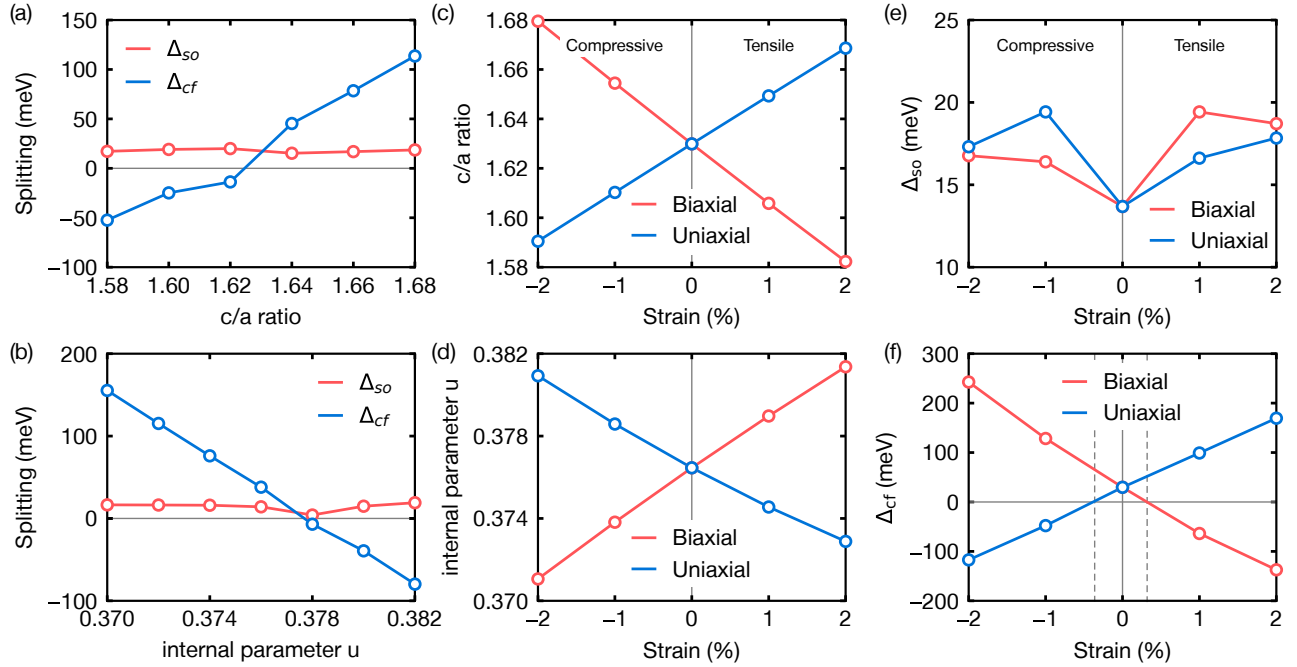 (a)
Δso
Δcf
Splitting (meV)
150
100
50
0
−50
−100
1.58 1.60 1.62 1.64 1.66 1.68
c/a ratio
(b)
Δso
Δcf
Splitting (meV)
200
100
0
−100
0.370 0.374 0.378 0.382
internal parameter u
(c)
Compressive Tensile
c/a ratio
1.68
1.66
1.64
1.62
1.60
1.58
Biaxial
Uniaxial
−2 −1 0 1 2
Strain (%)
(d)
internal parameter u
0.382
0.378
0.374
0.370
Biaxial
Uniaxial
−2 −1 0 1 2
Strain (%)
(e)
Compressive Tensile
Δso (meV)
25
20
15
10
Biaxial
Uniaxial
−2 −1 0 1 2
Strain (%)
(f)
Biaxial
Uniaxial
Δcf (meV)
300
200
100
0
−100
−200
−2 −1 0 1 2
Strain (%)